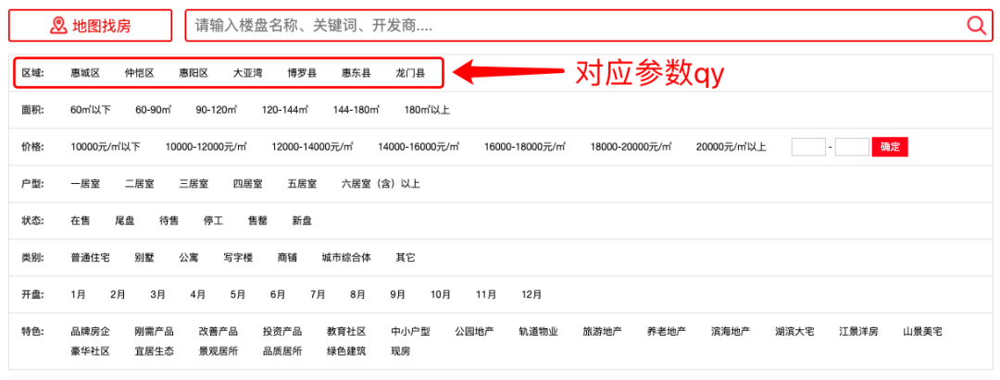 地图找房 请输入楼盘名称、关键词、开发商....
区域: 惠城区 仲恺区 惠阳区 大亚湾 博罗县 惠东县 龙门县 对应参数qy
面积: 60㎡以下 60-90㎡ 90-120㎡ 120-144㎡ 144-180㎡ 180㎡以上
价格: 10000元/㎡以下 10000-12000元/㎡ 12000-14000元/㎡ 14000-16000元/㎡ 16000-18000元/㎡ 18000-20000元/㎡ 20000元/㎡以上 - 确定
户型: 一居室 二居室 三居室 四居室 五居室 六居室（含）以上
状态: 在售 尾盘 待售 停工 售罄 新盘
类别: 普通住宅 别墅 公寓 写字楼 商铺 城市综合体 其它
开盘: 1月 2月 3月 4月 5月 6月 7月 8月 9月 10月 11月 12月
特色: 品牌房企 刚需产品 改善产品 投资产品 教育社区 中小户型 公园地产 轨道物业 旅游地产 养老地产 滨海地产 湖滨大宅 江景洋房 山景美宅
豪华社区 宜居生态 景观居所 品质居所 绿色建筑 现房